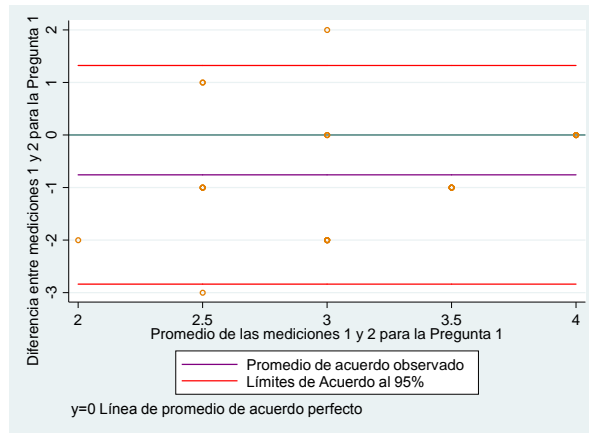 Diferencia entre mediciones 1 y 2 para la Pregunta 1
2
1
0
-1
-2
-3
2
2.5
3
3.5
4
Promedio de las mediciones 1 y 2 para la Pregunta 1
Promedio de acuerdo observado
Límites de Acuerdo al 95%
y=0 Línea de promedio de acuerdo perfecto